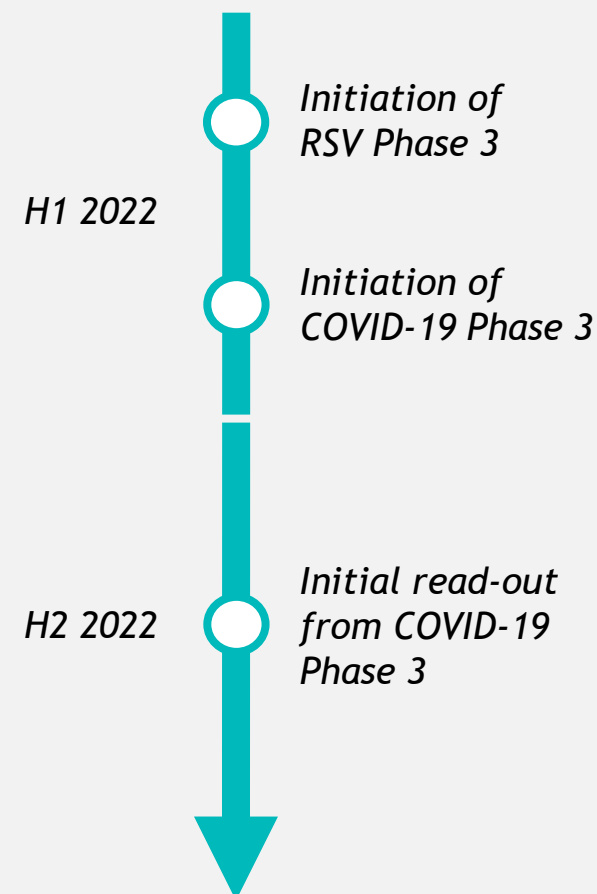 Initiation of
RSV Phase 3
H1 2022
Initiation of
COVID-19 Phase 3
Initial read-out
H2 2022
from COVID-19
Phase 3